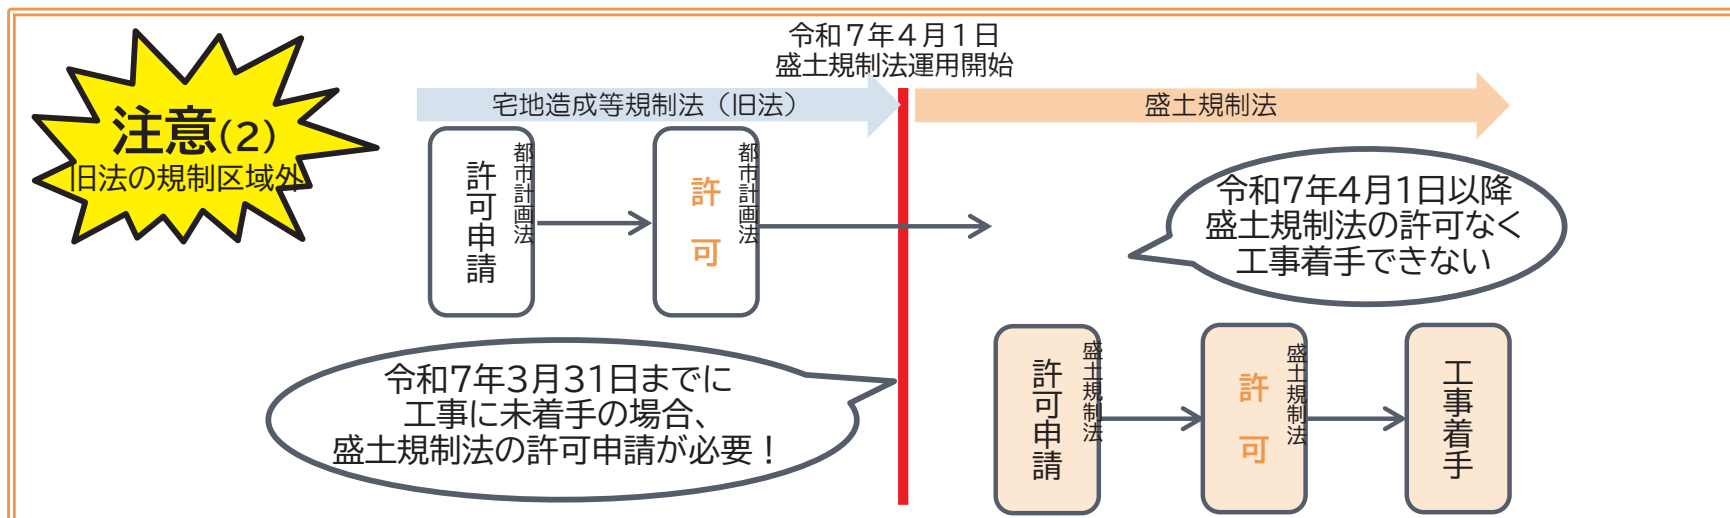 令和7年4月1日
盛土規制法運用開始
注意(2)
旧法の規制区域外
宅地造成等規制法（旧法）
盛土規制法
都市計画法
許可申請
都市計画法
許可
令和7年4月1日以降
盛土規制法の許可なく
工事着手できない
令和7年3月31日までに
工事に未着手の場合、
盛土規制法の許可申請が必要！
盛土規制法
許可申請
盛土規制法
許可
工事着手